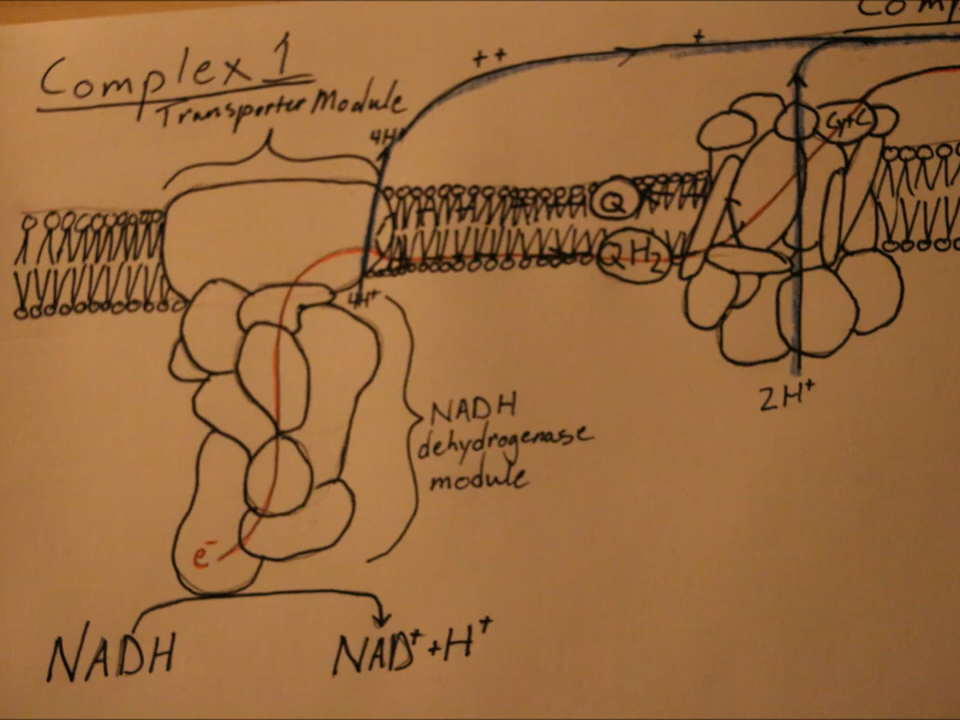 Complex 1
Transporter Module
++
+
4H+
Cyt C
Q
QH₂
4H+
2H+
NADH
dehydrogenase
module
e⁻
NADH
NAD⁺ + H⁺